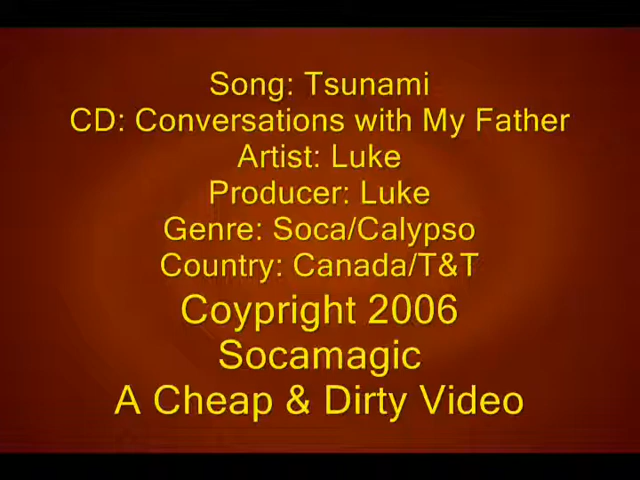 Song: Tsunami
CD: Conversations with My Father
Artist: Luke
Producer: Luke
Genre: Soca/Calypso
Country: Canada/T&T
Coypright 2006
Socamagic
A Cheap & Dirty Video